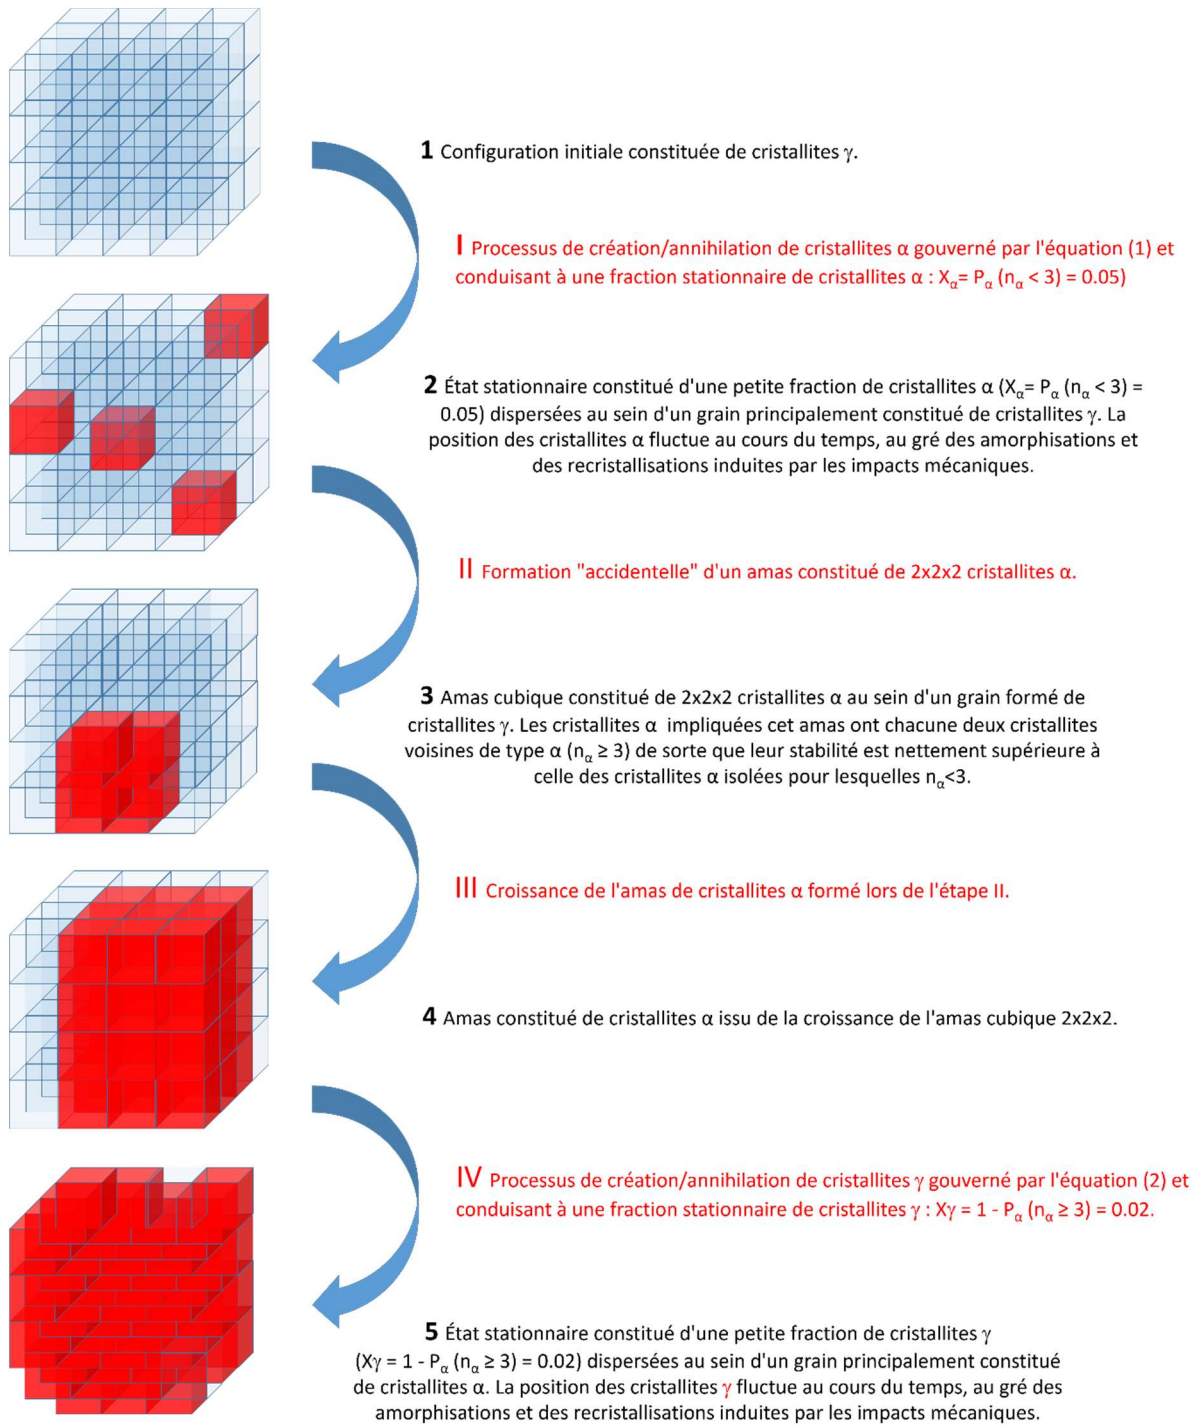 1 Configuration initiale constituée de cristallites γ.
I Processus de création/annihilation de cristallites α gouverné par l'équation (1) et
conduisant à une fraction stationnaire de cristallites α : Xα= Pα (nα < 3) = 0.05)
2 État stationnaire constitué d'une petite fraction de cristallites α (Xα= Pα (nα < 3) =
0.05) dispersées au sein d'un grain principalement constitué de cristallites γ. La
position des cristallites α fluctue au cours du temps, au gré des amorphisations et
des recristallisations induites par les impacts mécaniques.
II Formation "accidentelle" d'un amas constitué de 2x2x2 cristallites α.
3 Amas cubique constitué de 2x2x2 cristallites α au sein d'un grain formé de
cristallites γ. Les cristallites α impliquées cet amas ont chacune deux cristallites
voisines de type α (nα ≥ 3) de sorte que leur stabilité est nettement supérieure à
celle des cristallites α isolées pour lesquelles nα<3.
III Croissance de l'amas de cristallites α formé lors de l'étape II.
4 Amas constitué de cristallites α issu de la croissance de l'amas cubique 2x2x2.
IV Processus de création/annihilation de cristallites γ gouverné par l'équation (2) et
conduisant à une fraction stationnaire de cristallites γ : Xγ = 1 - Pα (nα ≥ 3) = 0.02.
5 État stationnaire constitué d'une petite fraction de cristallites γ
(Xγ = 1 - Pα (nα ≥ 3) = 0.02) dispersées au sein d'un grain principalement constitué
de cristallites α. La position des cristallites γ fluctue au cours du temps, au gré des
amorphisations et des recristallisations induites par les impacts mécaniques.